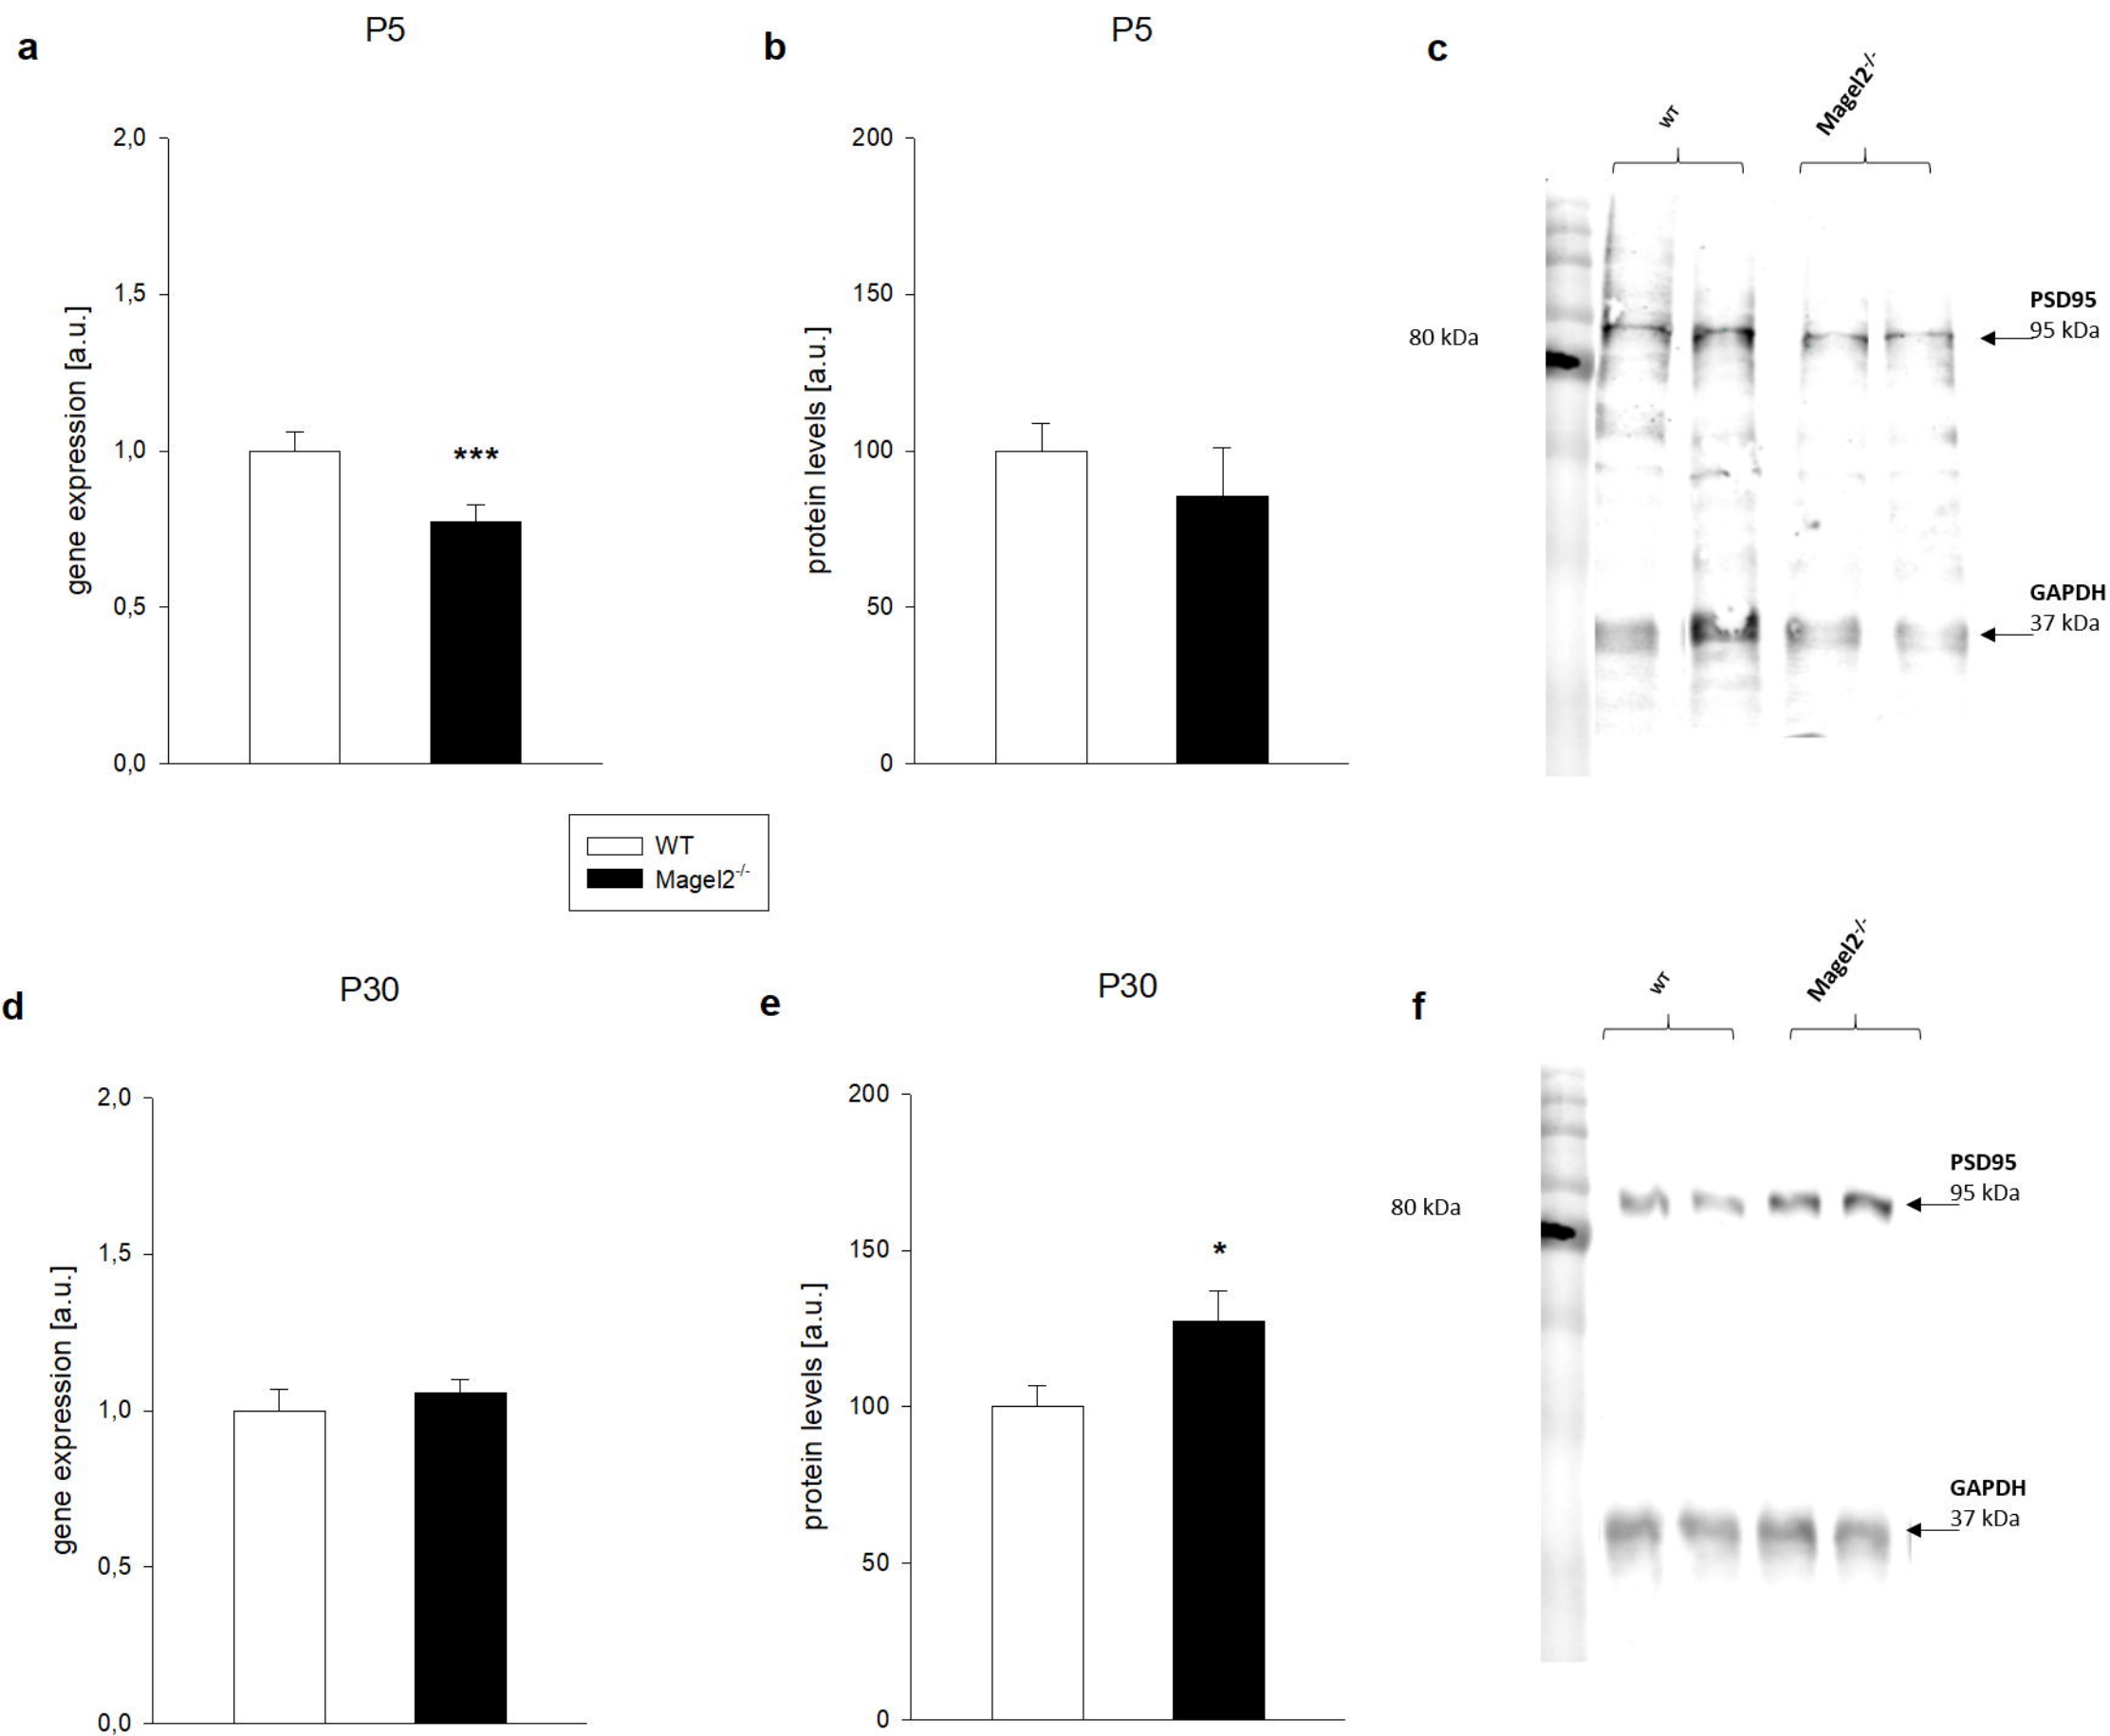 a
P5
gene expression [a.u.]
2,0
1,5
1,0
0,5
0,0
***
b
P5
protein levels [a.u.]
200
150
100
50
0
c
WT
Magel2-/-
80 kDa
PSD95
95 kDa
GAPDH
37 kDa
WT
Magel2-/-
d
P30
gene expression [a.u.]
2,0
1,5
1,0
0,5
0,0
e
P30
protein levels [a.u.]
200
150
100
50
0
*
f
WT
Magel2-/-
80 kDa
PSD95
95 kDa
GAPDH
37 kDa